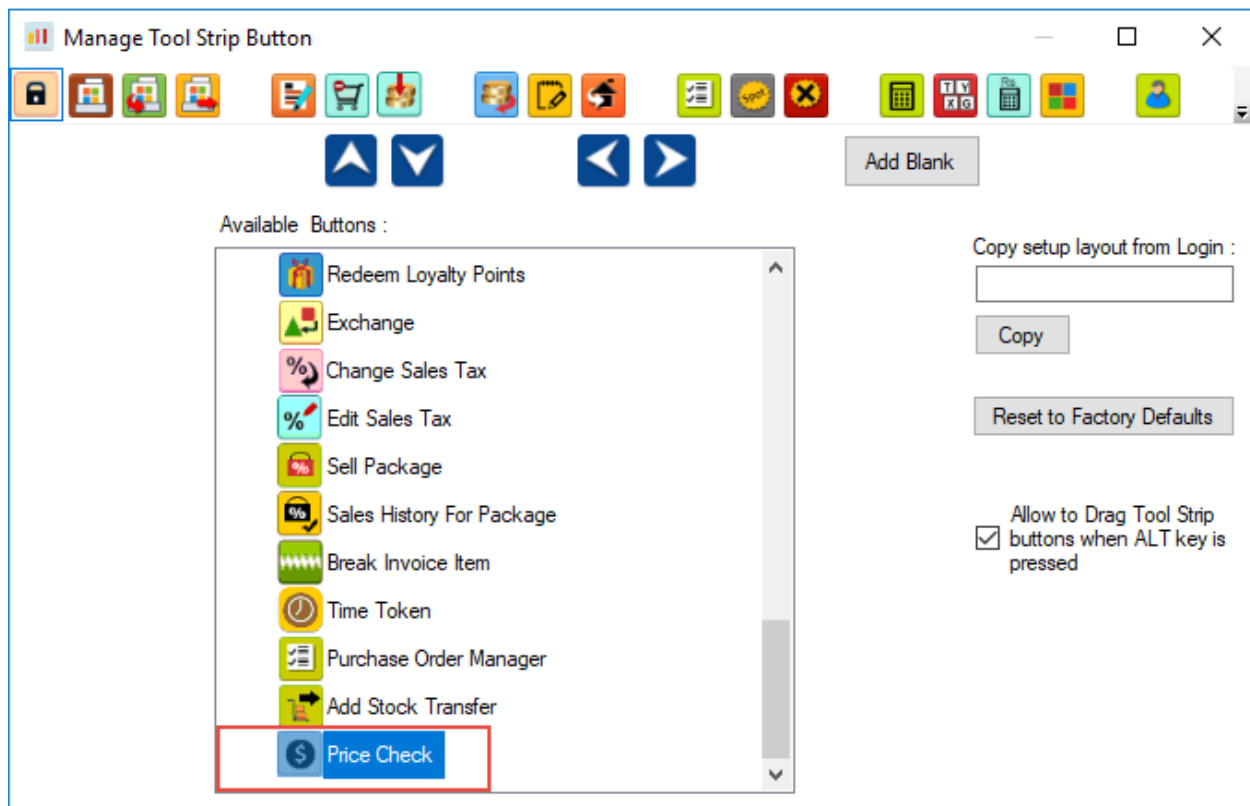 Manage Tool Strip Button
Spot
T Y
X G
Rs
Add Blank
Available Buttons :
Copy setup layout from Login :
Redeem Loyalty Points
Exchange
Copy
% Change Sales Tax
% Edit Sales Tax
Reset to Factory Defaults
% Sell Package
% Sales History For Package
Allow to Drag Tool Strip
buttons when ALT key is
pressed
Break Invoice Item
Time Token
Purchase Order Manager
Add Stock Transfer
$ Price Check